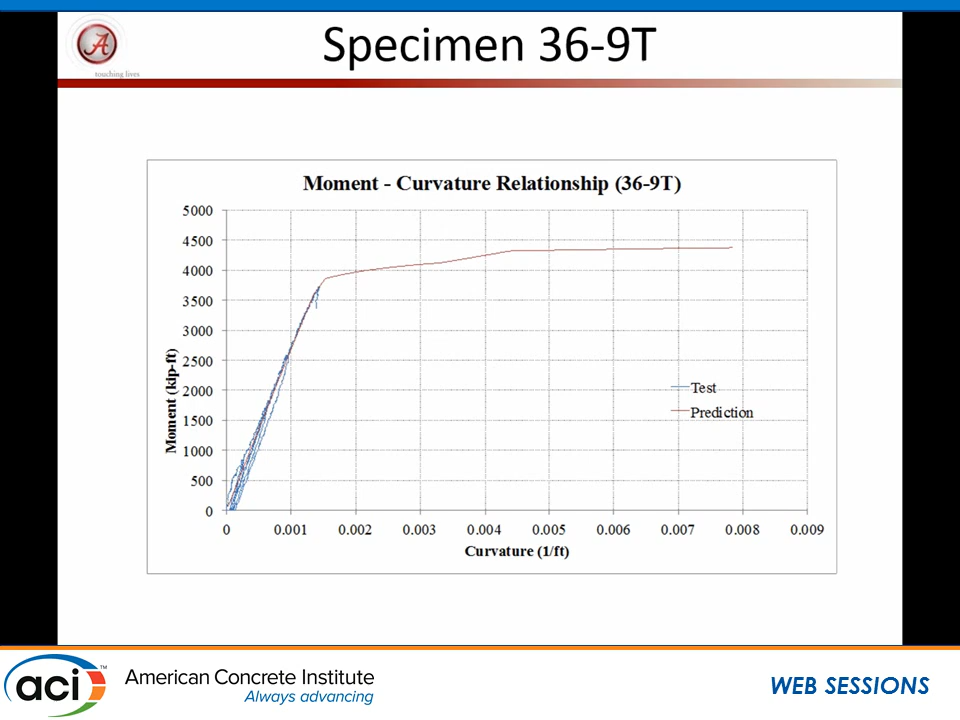 A
touching lives
Specimen 36-9T
Moment - Curvature Relationship (36-9T)
5000
4500
4000
3500
3000
2500
2000
1500
1000
500
0
Moment (kip-ft)
Test
Prediction
0 0.001 0.002 0.003 0.004 0.005 0.006 0.007 0.008 0.009
Curvature (1/ft)
aci™
American Concrete Institute
Always advancing
WEB SESSIONS